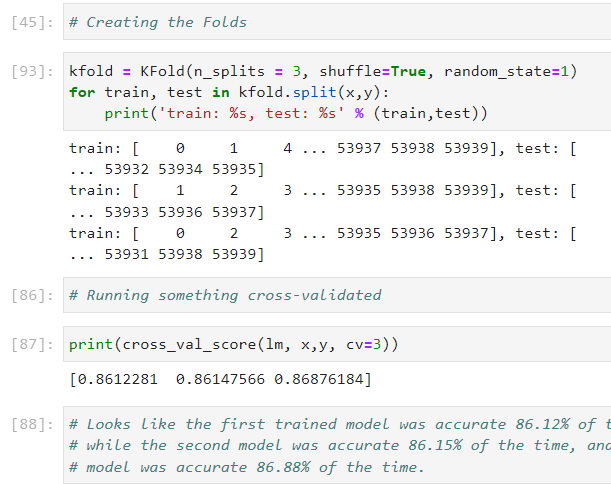 [45]: # Creating the Folds
[93]: kfold = KFold(n_splits = 3, shuffle=True, random_state=1)
for train, test in kfold.split(x,y):
    print('train: %s, test: %s' % (train,test))
train: [    0     1     4 ... 53937 53938 53939], test: [
... 53932 53934 53935]
train: [    1     2     3 ... 53935 53938 53939], test: [
... 53933 53936 53937]
train: [    0     2     3 ... 53935 53936 53937], test: [
... 53931 53938 53939]
[86]: # Running something cross-validated
[87]: print(cross_val_score(lm, x,y, cv=3))
[0.8612281  0.86147566 0.86876184]
[88]: # Looks like the first trained model was accurate 86.12% of
# while the second model was accurate 86.15% of the time, and
# model was accurate 86.88% of the time.